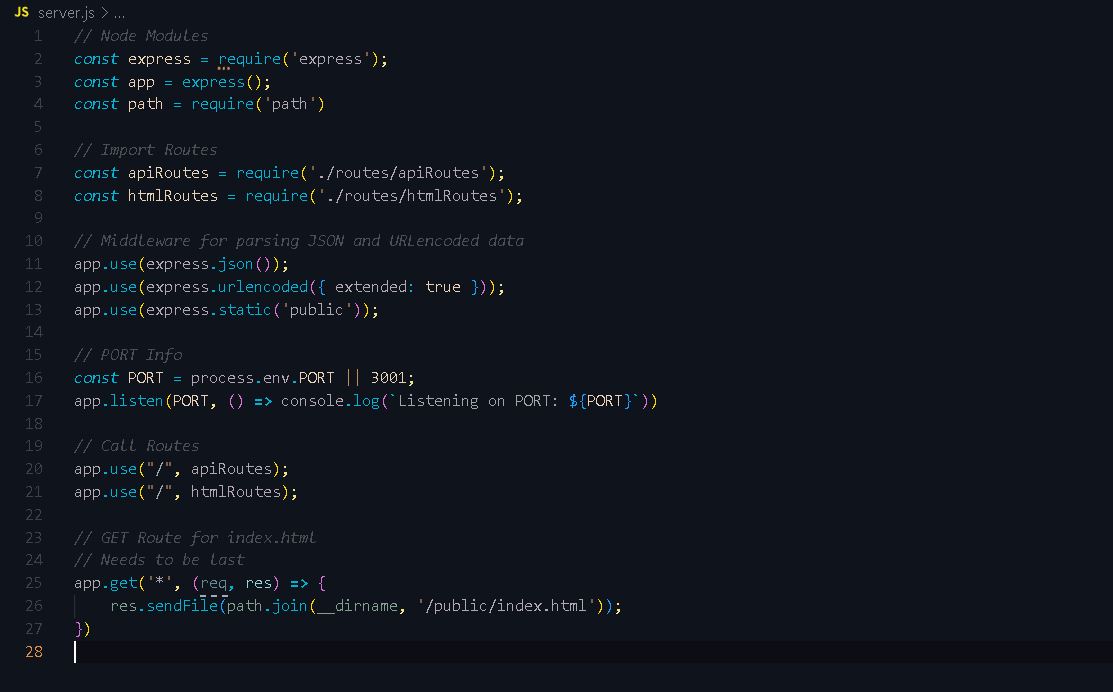 JS server.js > ...
1 // Node Modules
2 const express = require('express');
3 const app = express();
4 const path = require('path')
5
6 // Import Routes
7 const apiRoutes = require('./routes/apiRoutes');
8 const htmlRoutes = require('./routes/htmlRoutes');
9
10 // Middleware for parsing JSON and URLencoded data
11 app.use(express.json());
12 app.use(express.urlencoded({ extended: true }));
13 app.use(express.static('public'));
14
15 // PORT Info
16 const PORT = process.env.PORT || 3001;
17 app.listen(PORT, () => console.log(`Listening on PORT: ${PORT}`))
18
19 // Call Routes
20 app.use("/", apiRoutes);
21 app.use("/", htmlRoutes);
22
23 // GET Route for index.html
24 // Needs to be last
25 app.get('*', (req, res) => {
26     res.sendFile(path.join(__dirname, '/public/index.html'));
27 })
28